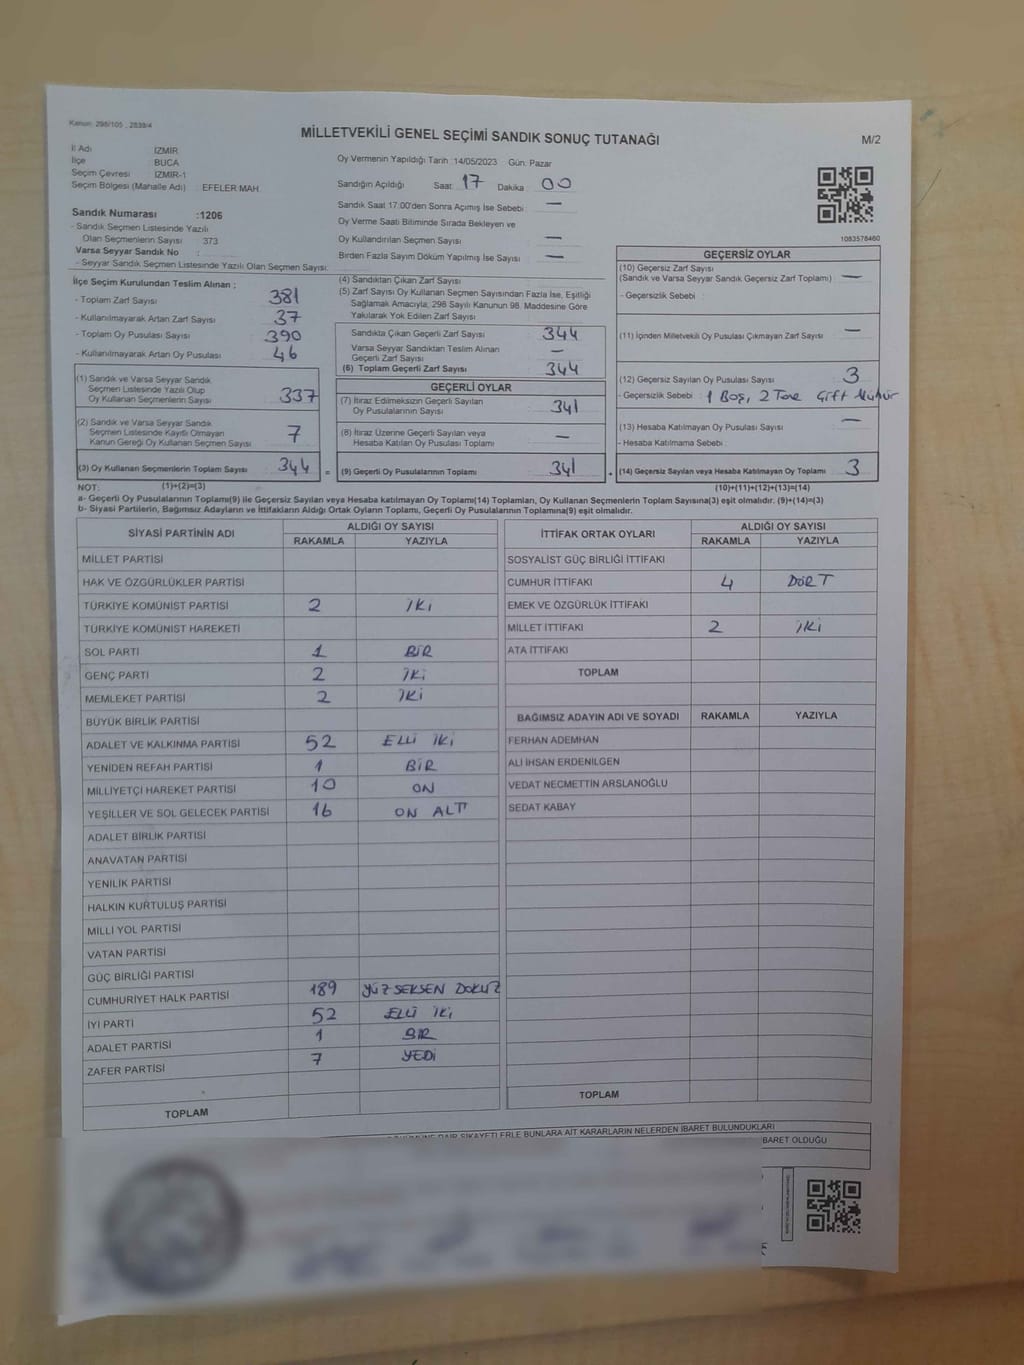 Kanun: 298/105 , 2839/4
MİLLETVEKİLİ GENEL SEÇİMİ SANDIK SONUÇ TUTANAĞI
M/2
İl Adı İZMİR
İlçe BUCA
Seçim Çevresi İZMİR-1
Seçim Bölgesi (Mahalle Adı) EFELER MAH.
Oy Vermenin Yapıldığı Tarih :14/05/2023 Gün: Pazar
Sandığın Açıldığı Saat 17 Dakika 00
Sandık Saat 17:00'den Sonra Açımış İse Sebebi : —
Oy Verme Saati Bitiminde Sırada Bekleyen ve
Oy Kullandırılan Seçmen Sayısı —
Birden Fazla Sayım Döküm Yapılmış İse Sayısı —
1083578460
Sandık Numarası :1206
- Sandık Seçmen Listesinde Yazılı
Olan Seçmenlerin Sayısı 373
Varsa Seyyar Sandık No :
- Seyyar Sandık Seçmen Listesinde Yazılı Olan Seçmen Sayısı:
İlçe Seçim Kurulundan Teslim Alınan ;
- Toplam Zarf Sayısı 381
- Kullanılmayarak Artan Zarf Sayısı 37
- Toplam Oy Pusulası Sayısı 390
- Kullanılmayarak Artan Oy Pusulası 46
(1) Sandık ve Varsa Seyyar Sandık
Seçmen Listesinde Yazılı Olup
Oy Kullanan Seçmenlerin Sayısı 337
(2) Sandık ve Varsa Seyyar Sandık
Seçmen Listesinde Kayıtlı Olmayan
Kanun Gereği Oy Kullanan Seçmen Sayısı 7
(3) Oy Kullanan Seçmenlerin Toplam Sayısı 344
(4) Sandıktan Çıkan Zarf Sayısı
(5) Zarf Sayısı Oy Kullanan Seçmen Sayısından Fazla İse, Eşitliği
Sağlamak Amacıyla, 298 Sayılı Kanunun 98. Maddesine Göre
Yakılarak Yok Edilen Zarf Sayısı
Sandıkta Çıkan Geçerli Zarf Sayısı 344
Varsa Seyyar Sandıktan Teslim Alınan
Geçerli Zarf Sayısı —
(6) Toplam Geçerli Zarf Sayısı 344
GEÇERLİ OYLAR
(7) İtiraz Edilmeksizin Geçerli Sayılan
Oy Pusulalarının Sayısı 341
(8) İtiraz Üzerine Geçerli Sayılan veya
Hesaba Katılan Oy Pusulası Toplamı —
= (9) Geçerli Oy Pusulalarının Toplamı 341
GEÇERSİZ OYLAR
(10) Geçersiz Zarf Sayısı
(Sandık ve Varsa Seyyar Sandık Geçersiz Zarf Toplamı) —
- Geçersizlik Sebebi :
(11) İçinden Milletvekili Oy Pusulası Çıkmayan Zarf Sayısı —
(12) Geçersiz Sayılan Oy Pusulası Sayısı 3
- Geçersizlik Sebebi : 1 Boş, 2 Tane Çift Mühür
(13) Hesaba Katılmayan Oy Pusulası Sayısı —
- Hesaba Katılmama Sebebi :
+ (14) Geçersiz Sayılan veya Hesaba Katılmayan Oy Toplamı 3
NOT: (1)+(2)=(3) (10)+(11)+(12)+(13)=(14)
a- Geçerli Oy Pusulalarının Toplamı(9) ile Geçersiz Sayılan veya Hesaba katılmayan Oy Toplamı(14) Toplamları, Oy Kullanan Seçmenlerin Toplam Sayısına(3) eşit olmalıdır. (9)+(14)=(3)
b- Siyasi Partilerin, Bağımsız Adayların ve İttifakların Aldığı Ortak Oyların Toplamı, Geçerli Oy Pusulalarının Toplamına(9) eşit olmalıdır.
SİYASİ PARTİNİN ADI ALDIĞI OY SAYISI
RAKAMLA YAZIYLA
MİLLET PARTİSİ
HAK VE ÖZGÜRLÜKLER PARTİSİ
TÜRKİYE KOMÜNİST PARTİSİ 2 İKİ
TÜRKİYE KOMÜNİST HAREKETİ
SOL PARTİ 1 BİR
GENÇ PARTİ 2 İKİ
MEMLEKET PARTİSİ 2 İKİ
BÜYÜK BİRLİK PARTİSİ
ADALET VE KALKINMA PARTİSİ 52 ELLİ İKİ
YENİDEN REFAH PARTİSİ 1 BİR
MİLLİYETÇİ HAREKET PARTİSİ 10 ON
YEŞİLLER VE SOL GELECEK PARTİSİ 16 ON ALTI
ADALET BİRLİK PARTİSİ
ANAVATAN PARTİSİ
YENİLİK PARTİSİ
HALKIN KURTULUŞ PARTİSİ
MİLLİ YOL PARTİSİ
VATAN PARTİSİ
GÜÇ BİRLİĞİ PARTİSİ
CUMHURİYET HALK PARTİSİ 189 YÜZ SEKSEN DOKUZ
İYİ PARTİ 52 ELLİ İKİ
ADALET PARTİSİ 1 BİR
ZAFER PARTİSİ 7 YEDİ
TOPLAM
İTTİFAK ORTAK OYLARI ALDIĞI OY SAYISI
RAKAMLA YAZIYLA
SOSYALİST GÜÇ BİRLİĞİ İTTİFAKI
CUMHUR İTTİFAKI 4 DÖRT
EMEK VE ÖZGÜRLÜK İTTİFAKI
MİLLET İTTİFAKI 2 İKİ
ATA İTTİFAKI
TOPLAM
BAĞIMSIZ ADAYIN ADI VE SOYADI RAKAMLA YAZIYLA
FERHAN ADEMHAN
ALİ İHSAN ERDENİLGEN
VEDAT NECMETTİN ARSLANOĞLU
SEDAT KABAY
TOPLAM
DAİR ŞİKAYETLERLE BUNLARA AİT KARARLARIN NELERDEN İBARET BULUNDUKLARI
İBARET OLDUĞU